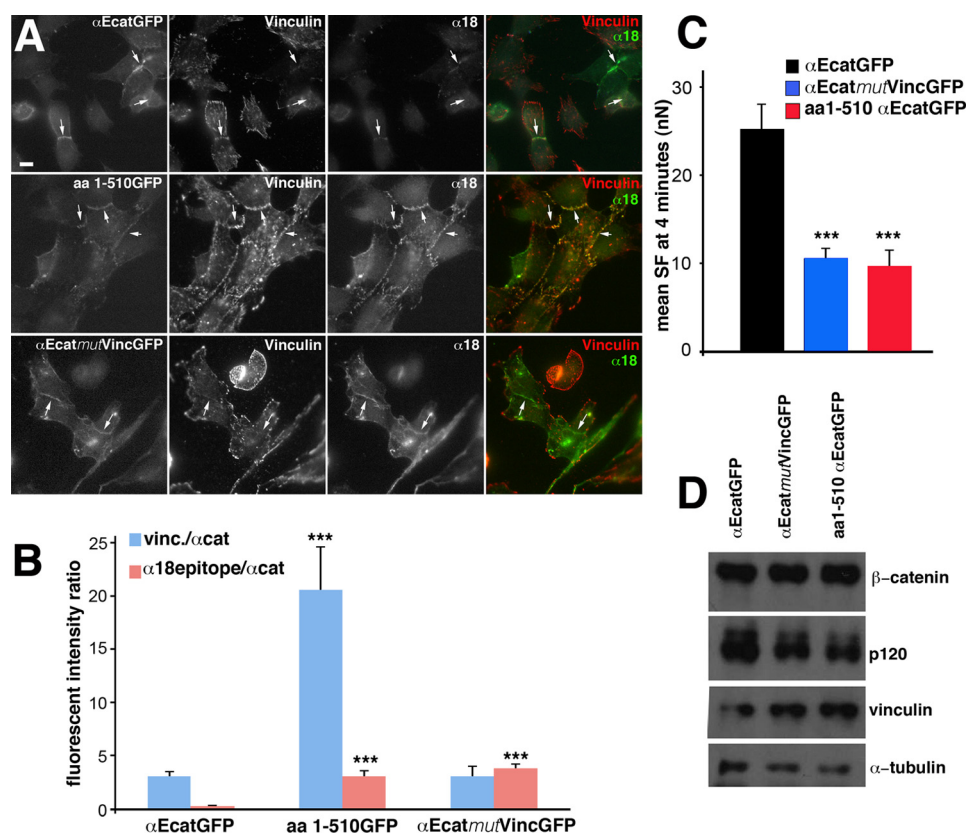 A
αEcatGFP
Vinculin
α18
Vinculin
α18
aa 1-510GFP
Vinculin
α18
Vinculin
α18
αEcatmutVincGFP
Vinculin
α18
Vinculin
α18
B
fluorescent intensity ratio
25
20
15
10
5
0
vinc./αcat
α18epitope/αcat
***
***
***
αEcatGFP
aa 1-510GFP
αEcatmutVincGFP
C
αEcatGFP
αEcatmutVincGFP
aa1-510 αEcatGFP
mean SF at 4 minutes (nN)
30
20
10
0
***
***
D
αEcatGFP
αEcatmutVincGFP
aa1-510 αEcatGFP
β–catenin
p120
vinculin
α–tubulin